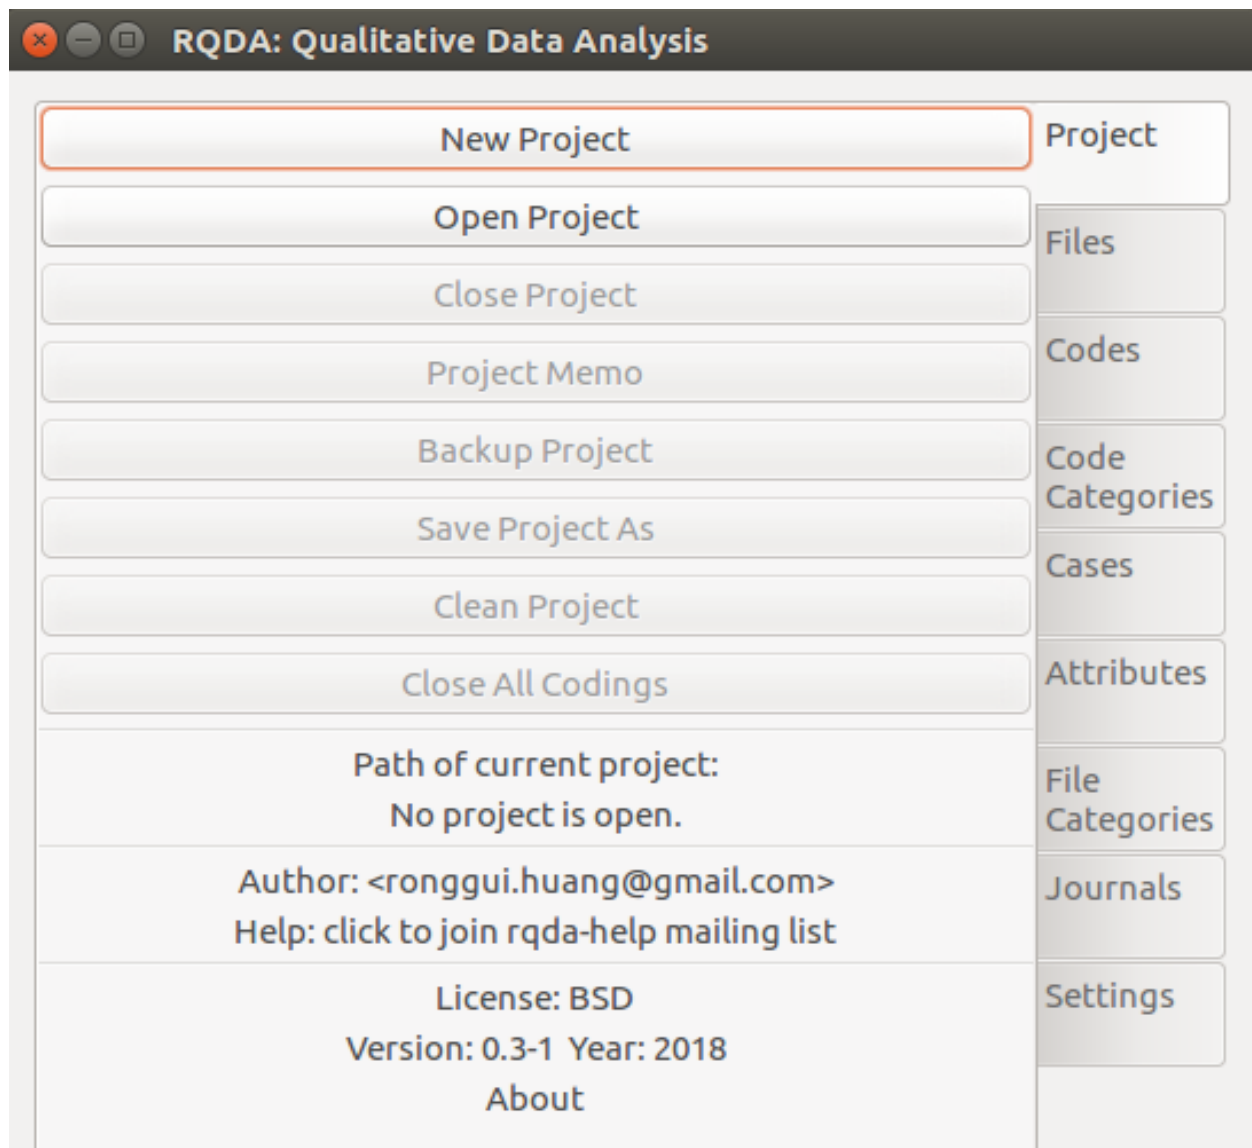 RQDA: Qualitative Data Analysis
New Project
Open Project
Close Project
Project Memo
Backup Project
Save Project As
Clean Project
Close All Codings
Path of current project:
No project is open.
Author: <ronggui.huang@gmail.com>
Help: click to join rqda-help mailing list
License: BSD
Version: 0.3-1 Year: 2018
About
Project
Files
Codes
Code
Categories
Cases
Attributes
File
Categories
Journals
Settings